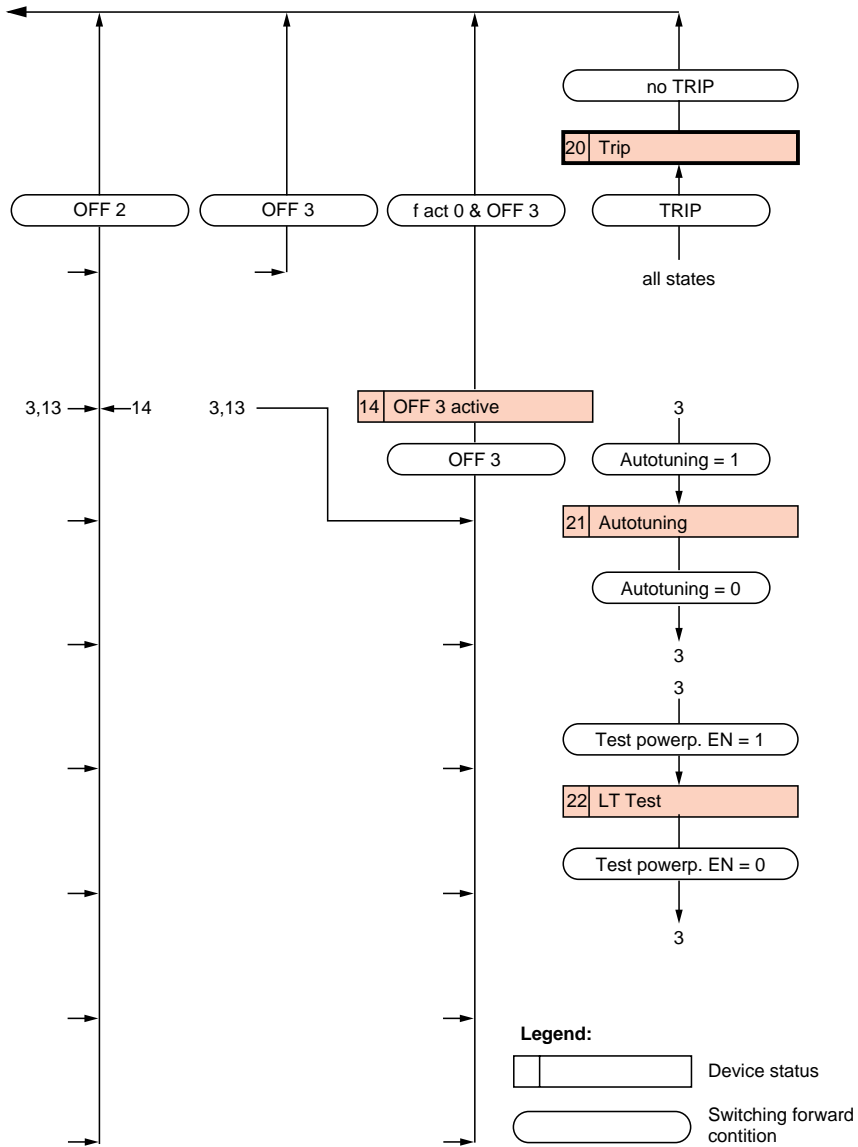 no TRIP
20 Trip
OFF 2
OFF 3
f act 0 & OFF 3
TRIP
all states
3,13
14
3,13
14 OFF 3 active
3
OFF 3
Autotuning = 1
21 Autotuning
Autotuning = 0
3
3
Test powerp. EN = 1
22 LT Test
Test powerp. EN = 0
3
Legend:
Device status
Switching forward
contition